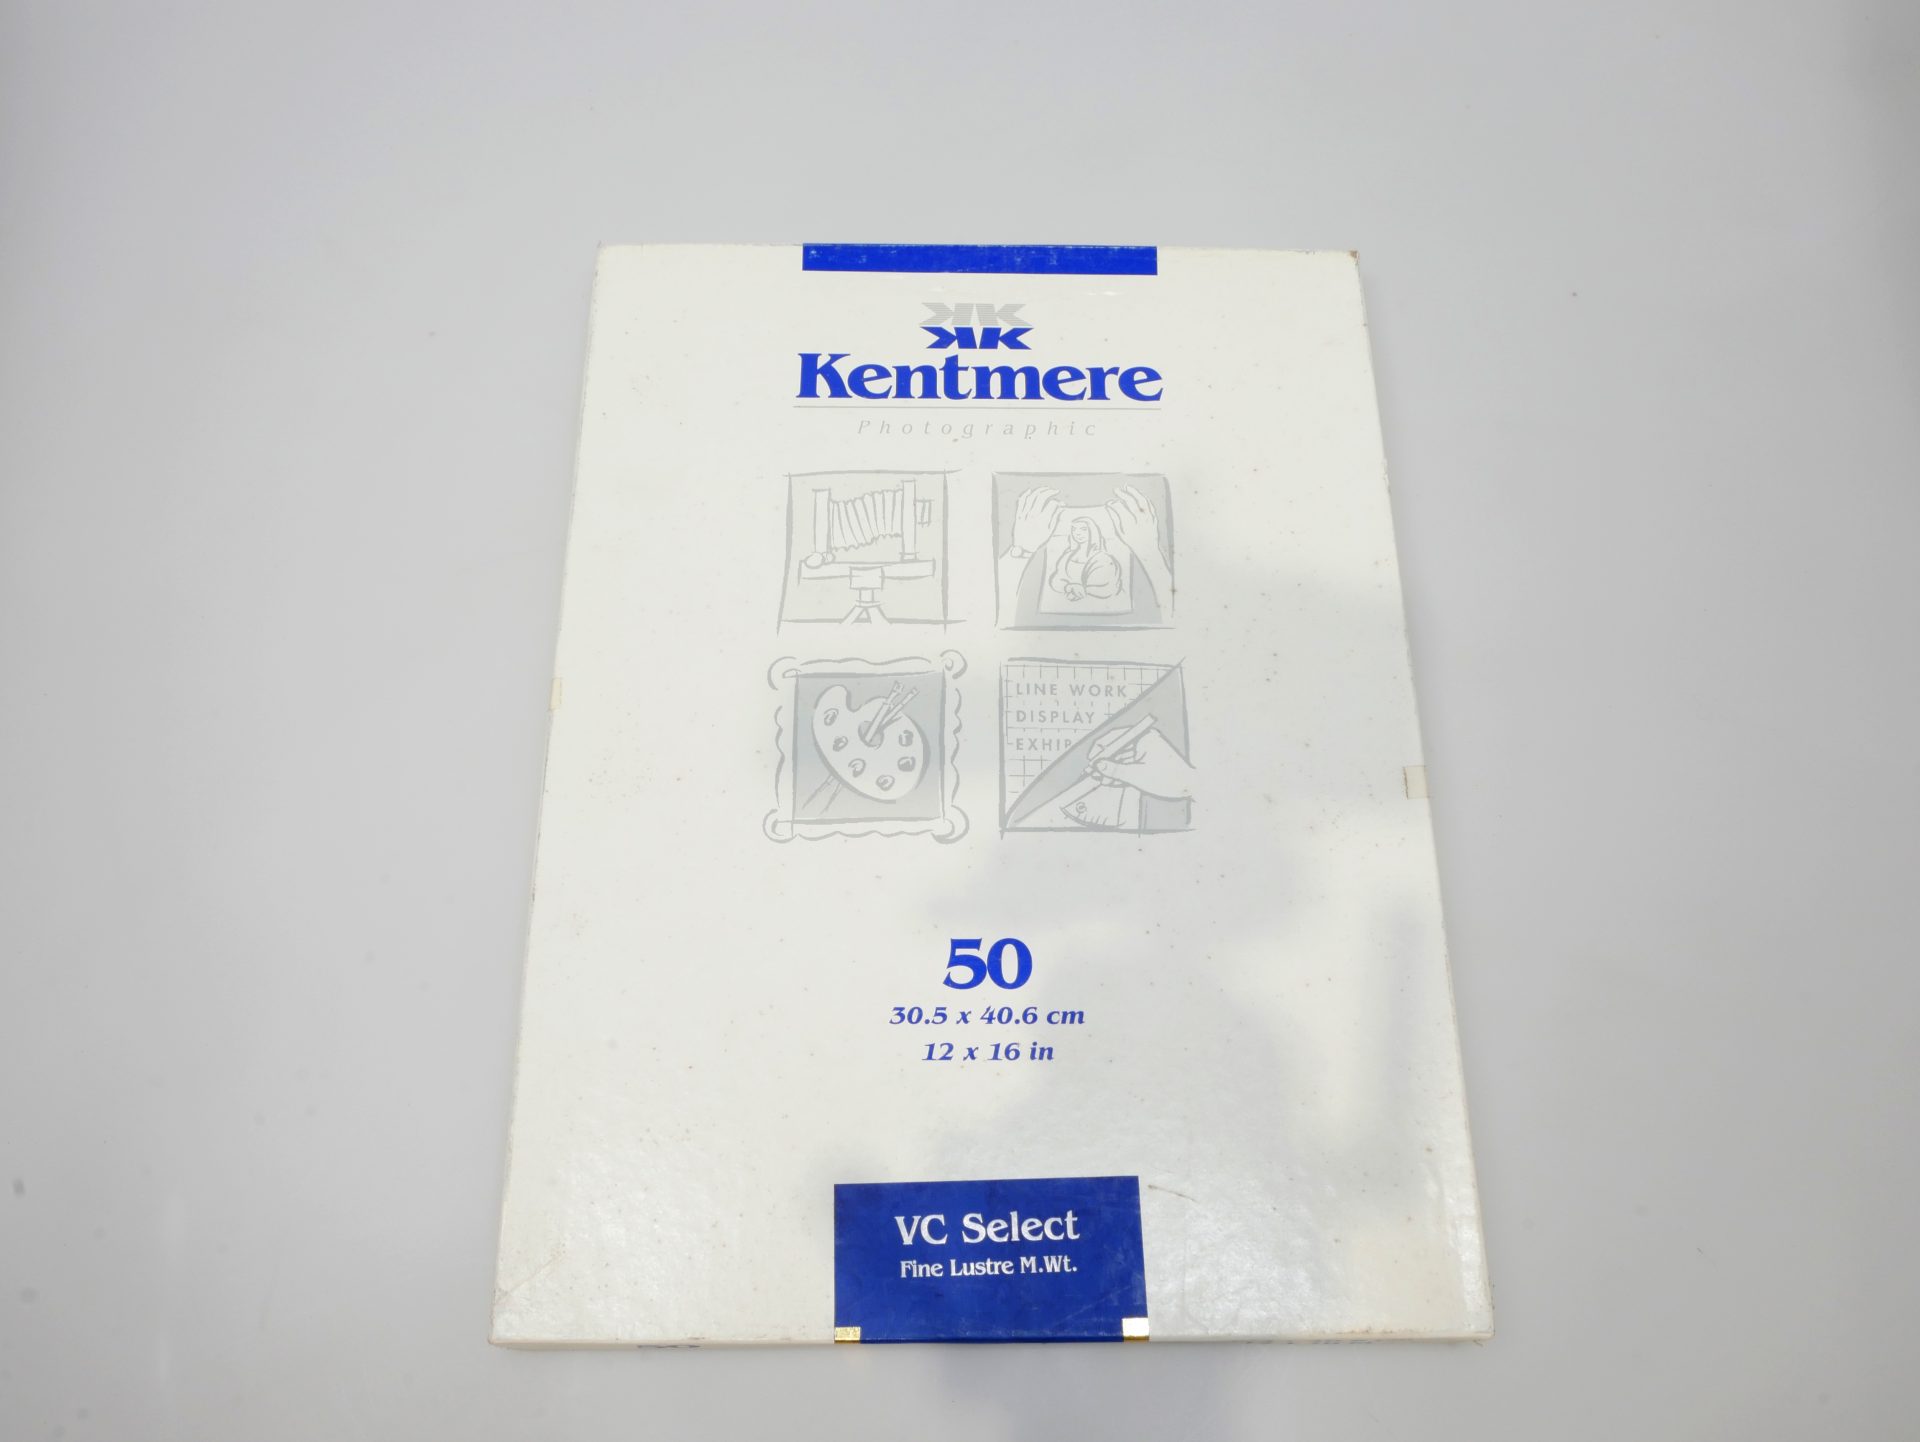 Kentmere
Photographic
LINE WORK
DISPLAY
50
30.5 x 40.6 cm
12 x 16 in
VC Select
Fine Lustre M.Wt.